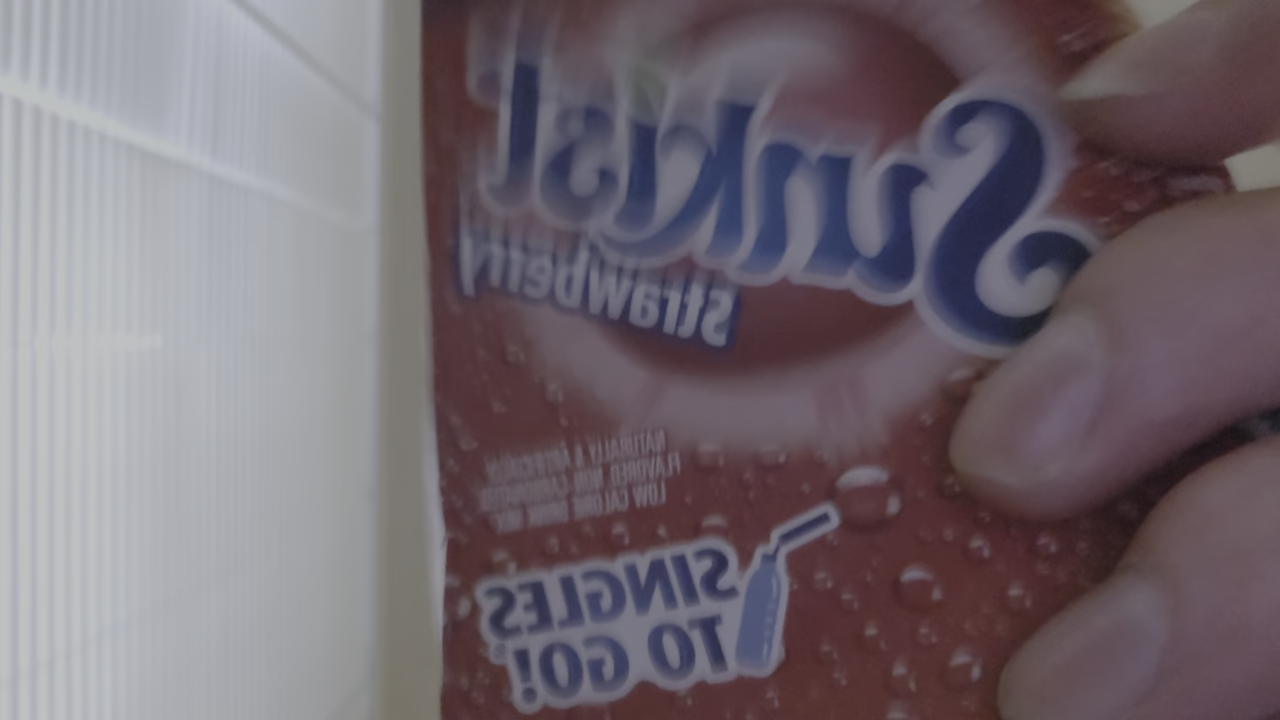 Sunkist
Strawberry
NATURALLY & ARTIFICIALLY
FLAVORED, NON CARBONATED
LOW CALORIE DRINK MIX
SINGLES
TO GO!